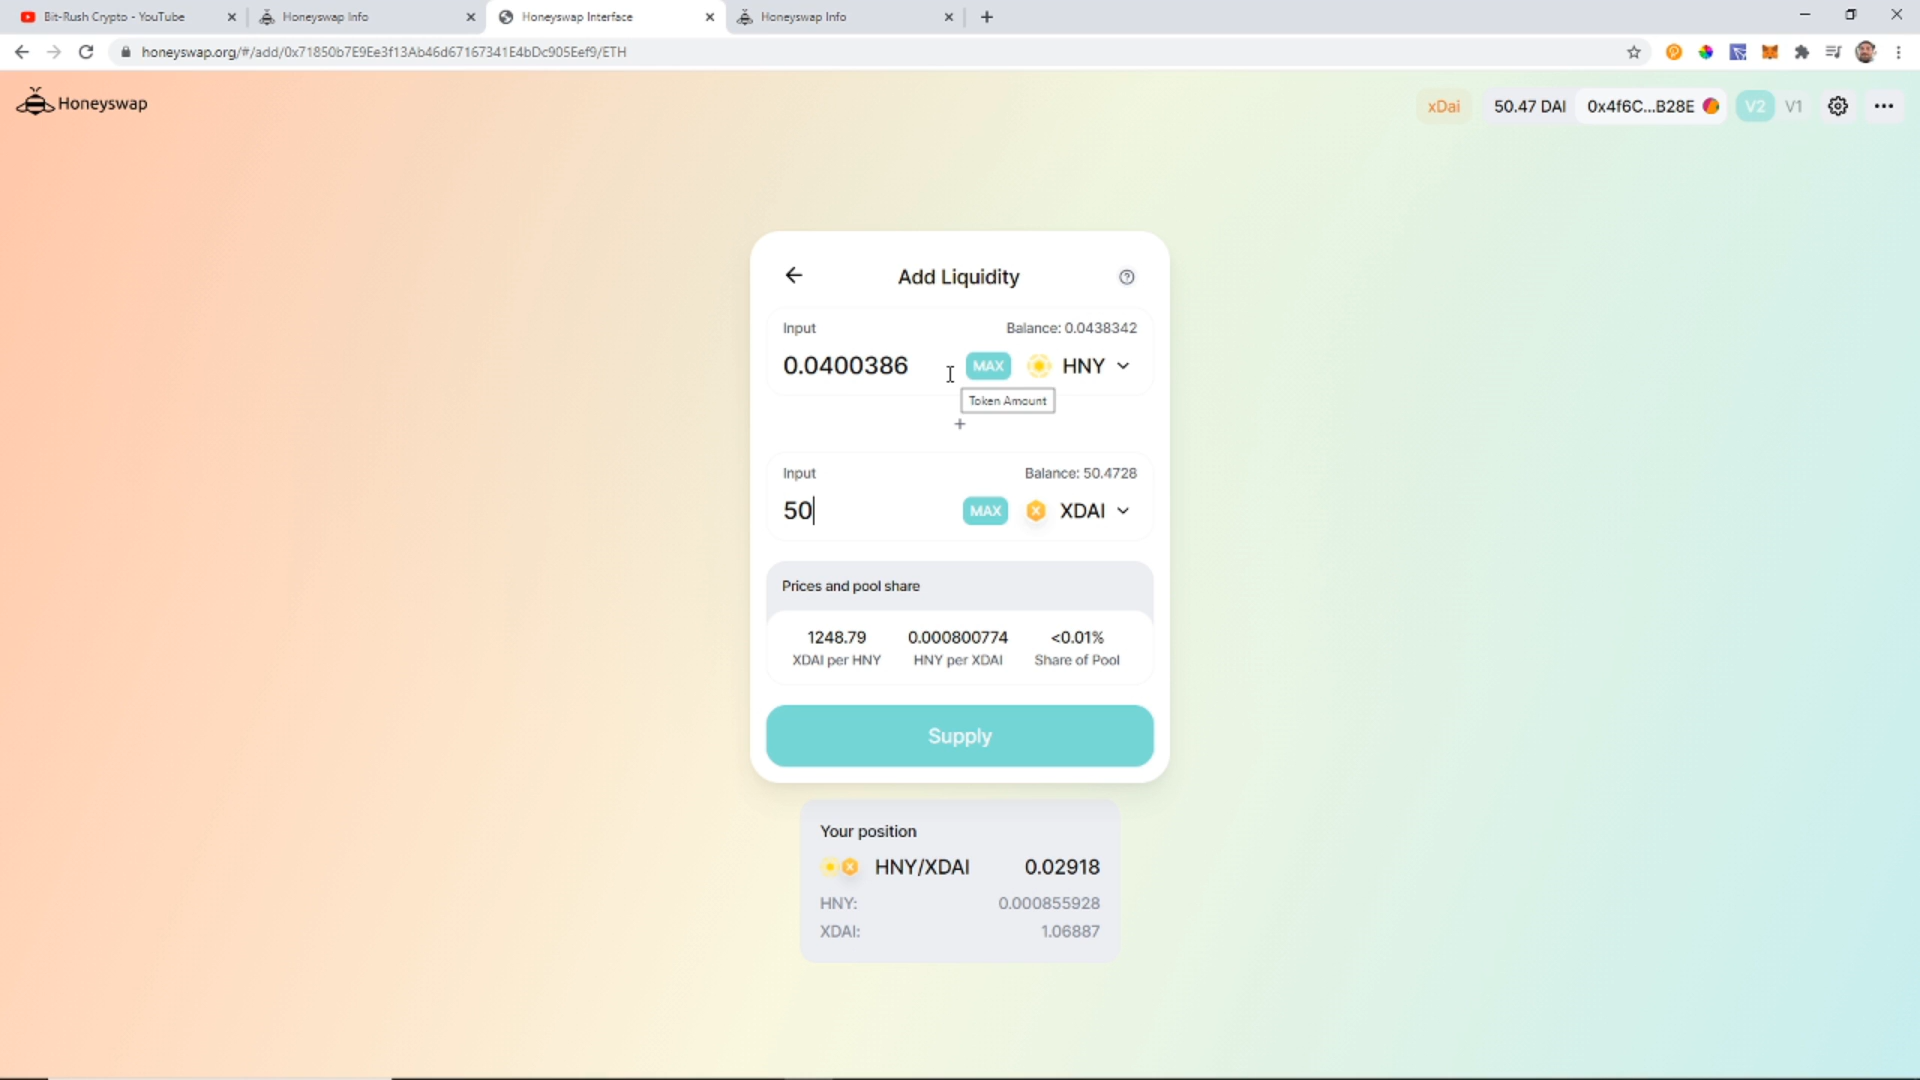 Bit-Rush Crypto - YouTube
Honeyswap Info
Honeyswap Interface
Honeyswap Info
honeyswap.org/#/add/0x71850b7E9Ee3f13Ab46d67167341E4bDc905Eef9/ETH
Honeyswap
xDai
50.47 DAI
0x4f6C...B28E
V2
V1
Add Liquidity
Input
Balance: 0.0438342
0.0400386
MAX
HNY
Token Amount
+
Input
Balance: 50.4728
50
MAX
XDAI
Prices and pool share
1248.79
0.000800774
<0.01%
XDAI per HNY
HNY per XDAI
Share of Pool
Supply
Your position
HNY/XDAI
0.02918
HNY:
0.000855928
XDAI:
1.06887